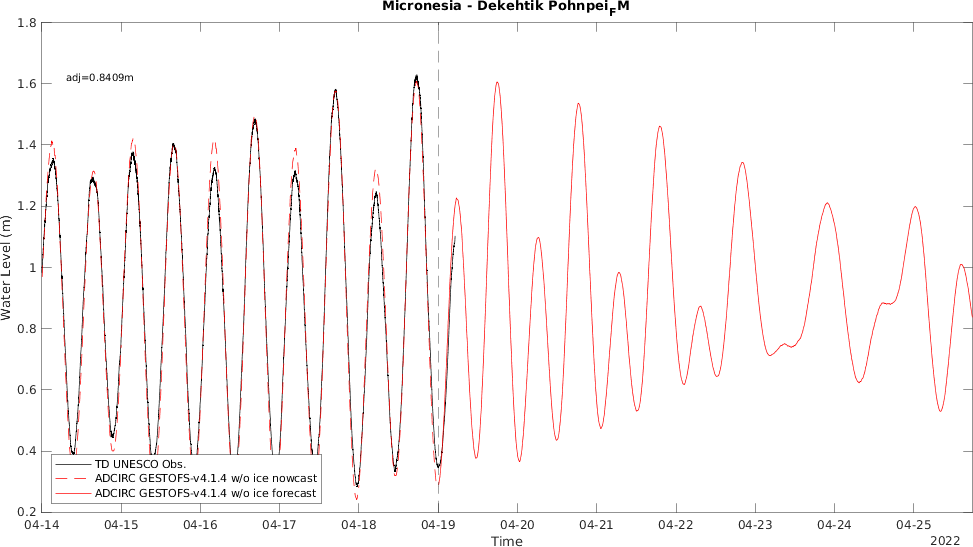 Micronesia - Dekehtik Pohnpei_FM
1.8
adj=0.8409m
1.6
1.4
1.2
1
0.8
0.6
0.4
0.2
Water Level (m)
TD UNESCO Obs.
ADCIRC GESTOFS-v4.1.4 w/o ice nowcast
ADCIRC GESTOFS-v4.1.4 w/o ice forecast
04-14 04-15 04-16 04-17 04-18 04-19 04-20 04-21 04-22 04-23 04-24 04-25
Time
2022